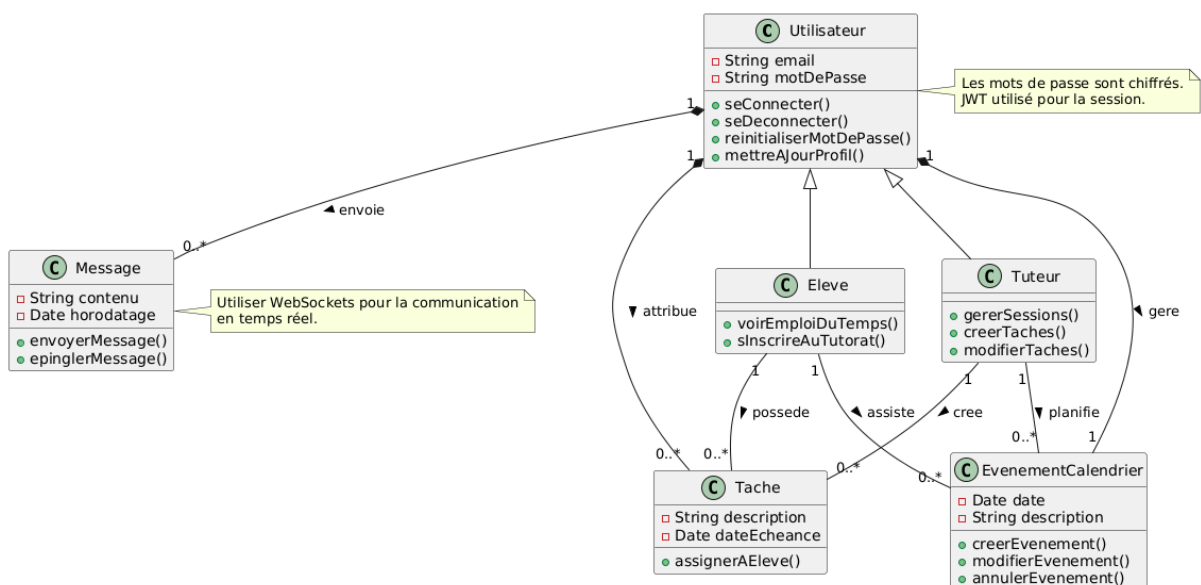 C Utilisateur
String email
String motDePasse
seConnecter()
seDeconnecter()
reinitialiserMotDePasse()
mettreAJourProfil()
Les mots de passe sont chiffrés.
JWT utilisé pour la session.
1
1
1
envoie
0..*
C Message
String contenu
Date horodatage
envoyerMessage()
epinglerMessage()
Utiliser WebSockets pour la communication
en temps réel.
attribue
gere
C Eleve
voirEmploiDuTemps()
sInscrireAuTutorat()
C Tuteur
gererSessions()
creerTaches()
modifierTaches()
1
1
1
1
possede
assiste
cree
planifie
0..*
0..*
0..*
0..*
0..*
1
C Tache
String description
Date dateEcheance
assignerAEleve()
C EvenementCalendrier
Date date
String description
creerEvenement()
modifierEvenement()
annulerEvenement()